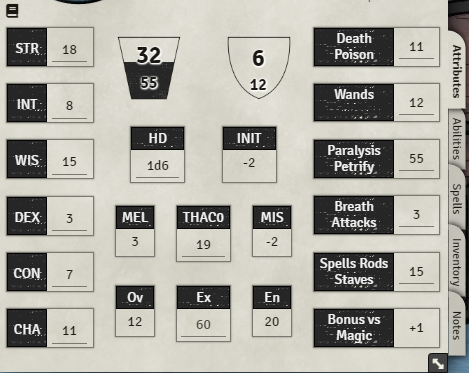 STR 18
INT 8
WIS 15
DEX 3
CON 7
CHA 11
32
55
6
12
HD
1d6
INIT
-2
MEL
3
THAC0
19
MIS
-2
Ov
12
Ex
60
En
20
Death
Poison
11
Wands
12
Paralysis
Petrify
55
Breath
Attacks
3
Spells Rods
Staves
15
Bonus vs
Magic
+1
Attributes
Abilities
Spells
Inventory
Notes